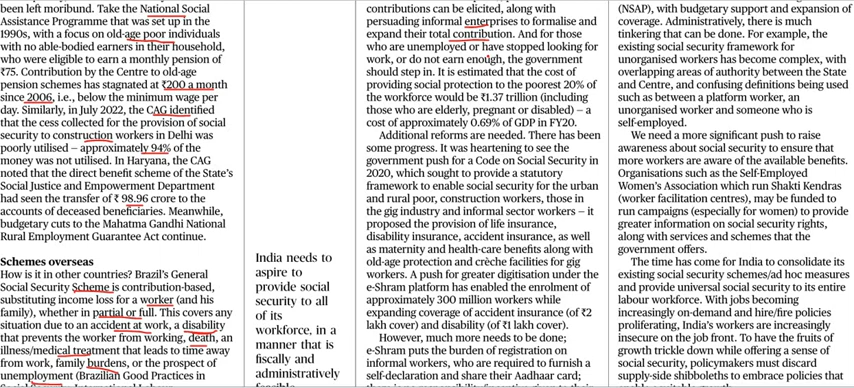 been left moribund. Take the National Social
Assistance Programme that was set up in the
1990s, with a focus on old-age poor individuals
with no able-bodied earners in their household,
who were eligible to earn a monthly pension of
₹75. Contribution by the Centre to old-age
pension schemes has stagnated at ₹200 a month
since 2006, i.e., below the minimum wage per
day. Similarly, in July 2022, the CAG identified
that the cess collected for the provision of social
security to construction workers in Delhi was
poorly utilised — approximately 94% of the
money was not utilised. In Haryana, the CAG
noted that the direct benefit scheme of the State's
Social Justice and Empowerment Department
had seen the transfer of ₹ 98.96 crore to the
accounts of deceased beneficiaries. Meanwhile,
budgetary cuts to the Mahatma Gandhi National
Rural Employment Guarantee Act continue.
Schemes overseas
How is it in other countries? Brazil's General
Social Security Scheme is contribution-based,
substituting income loss for a worker (and his
family), whether in partial or full. This covers any
situation due to an accident at work, a disability
that prevents the worker from working, death, an
illness/medical treatment that leads to time away
from work, family burdens, or the prospect of
unemployment (Brazilian Good Practices in
India needs to
aspire to
provide social
security to all
of its
workforce, in a
manner that is
fiscally and
administratively
contributions can be elicited, along with
persuading informal enterprises to formalise and
expand their total contribution. And for those
who are unemployed or have stopped looking for
work, or do not earn enough, the government
should step in. It is estimated that the cost of
providing social protection to the poorest 20% of
the workforce would be ₹1.37 trillion (including
those who are elderly, pregnant or disabled) — a
cost of approximately 0.69% of GDP in FY20.
Additional reforms are needed. There has been
some progress. It was heartening to see the
government push for a Code on Social Security in
2020, which sought to provide a statutory
framework to enable social security for the urban
and rural poor, construction workers, those in
the gig industry and informal sector workers — it
proposed the provision of life insurance,
disability insurance, accident insurance, as well
as maternity and health-care benefits along with
old-age protection and crèche facilities for gig
workers. A push for greater digitisation under the
e-Shram platform has enabled the enrolment of
approximately 300 million workers while
expanding coverage of accident insurance (of ₹2
lakh cover) and disability (of ₹1 lakh cover).
However, much more needs to be done;
e-Shram puts the burden of registration on
informal workers, who are required to furnish a
self-declaration and share their Aadhaar card;
(NSAP), with budgetary support and expansion of
coverage. Administratively, there is much
tinkering that can be done. For example, the
existing social security framework for
unorganised workers has become complex, with
overlapping areas of authority between the State
and Centre, and confusing definitions being used
such as between a platform worker, an
unorganised worker and someone who is
self-employed.
We need a more significant push to raise
awareness about social security to ensure that
more workers are aware of the available benefits.
Organisations such as the Self-Employed
Women's Association which run Shakti Kendras
(worker facilitation centres), may be funded to
run campaigns (especially for women) to provide
greater information on social security rights,
along with services and schemes that the
government offers.
The time has come for India to consolidate its
existing social security schemes/ad hoc measures
and provide universal social security to its entire
labour workforce. With jobs becoming
increasingly on-demand and hire/fire policies
proliferating, India's workers are increasingly
insecure on the job front. To have the fruits of
growth trickle down while offering a sense of
social security, policymakers must discard
supply-side shibboleths to embrace policies that